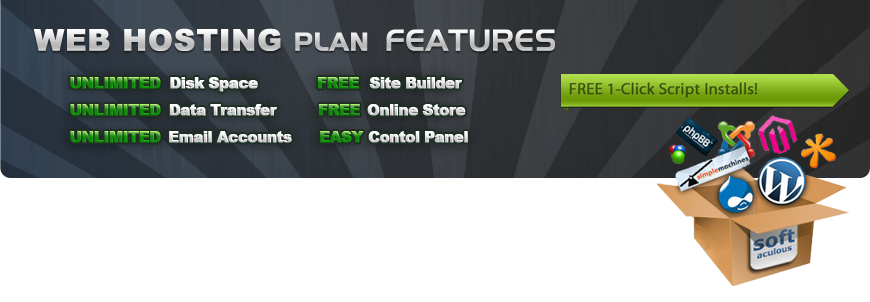 WEB HOSTING PLAN FEATURES
UNLIMITED Disk Space
UNLIMITED Data Transfer
UNLIMITED Email Accounts
FREE Site Builder
FREE Online Store
EASY Contol Panel
FREE 1-Click Script Installs!
phpBB
simplemachines
soft
aculous